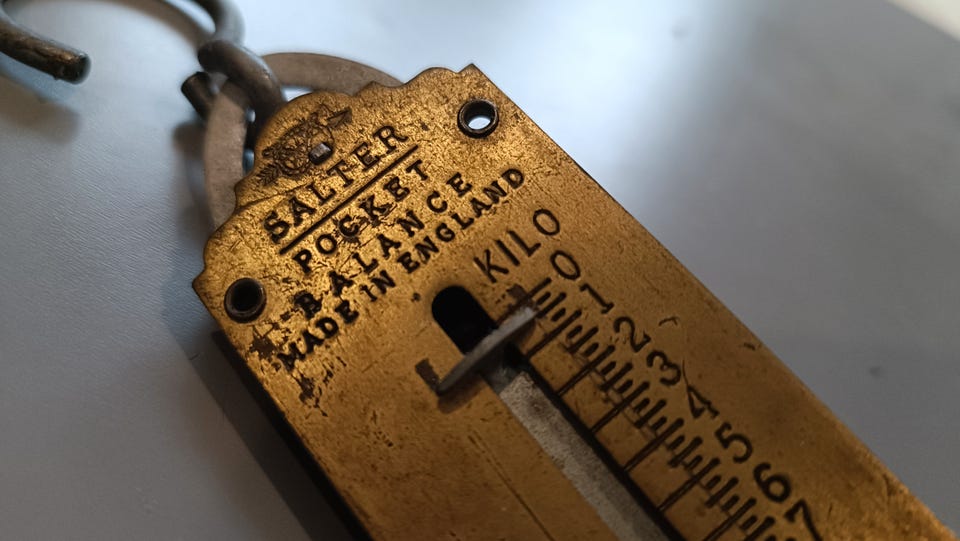 SALTER
POCKET
BALANCE
MADE IN ENGLAND
KILO
0
1
2
3
4
5
6
7